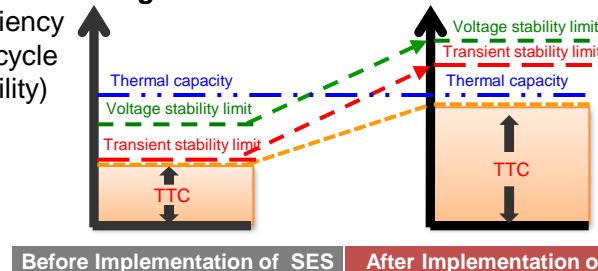 iency
cycle
ility)
Thermal capacity
Voltage stability limit
Transient stability limit
TTC
Voltage stability limit
Transient stability limit
Thermal capacity
TTC
Before Implementation of SES
After Implementation o